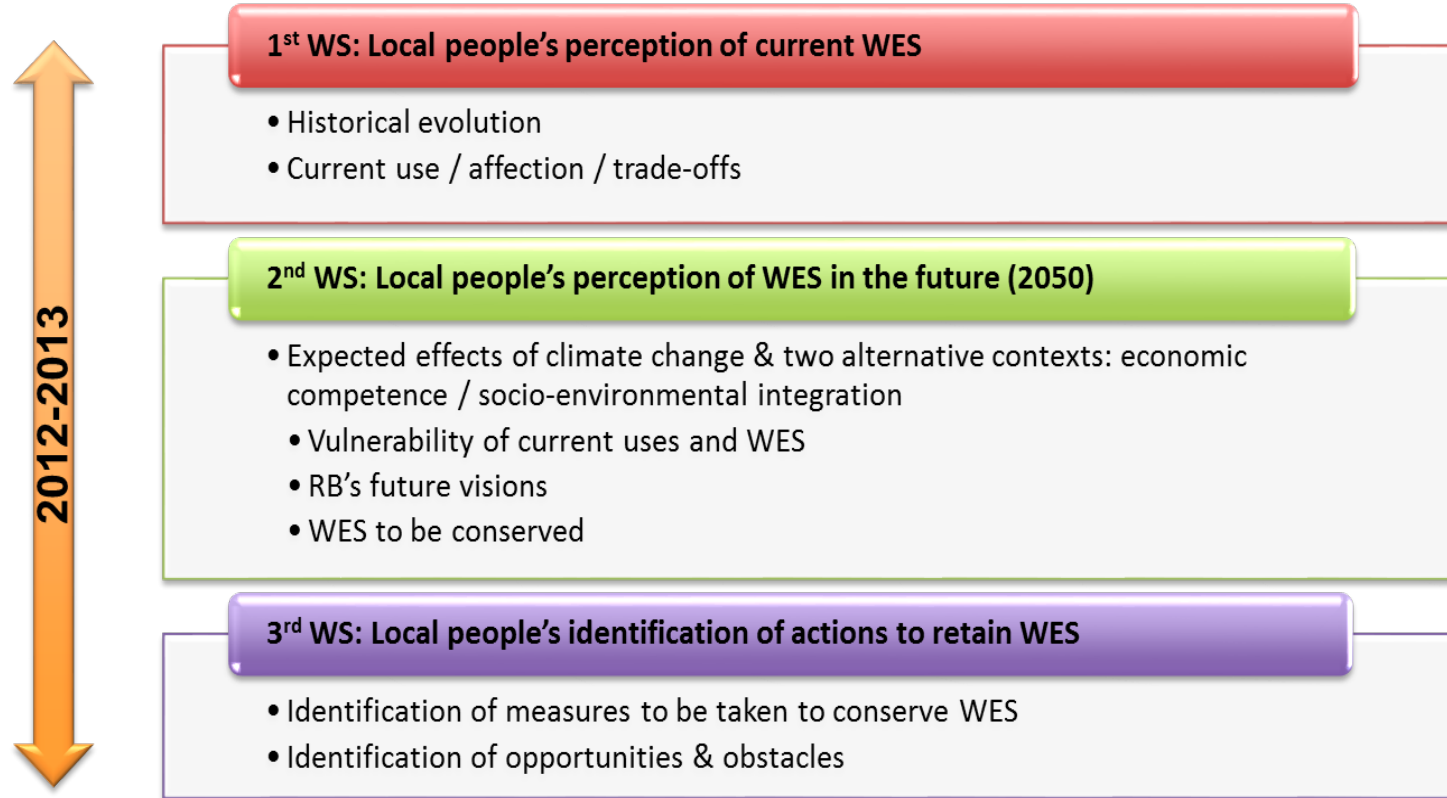 2012-2013
1st WS: Local people’s perception of current WES
• Historical evolution
• Current use / affection / trade-offs
2nd WS: Local people’s perception of WES in the future (2050)
• Expected effects of climate change & two alternative contexts: economic
competence / socio-environmental integration
• Vulnerability of current uses and WES
• RB’s future visions
• WES to be conserved
3rd WS: Local people’s identification of actions to retain WES
• Identification of measures to be taken to conserve WES
• Identification of opportunities & obstacles